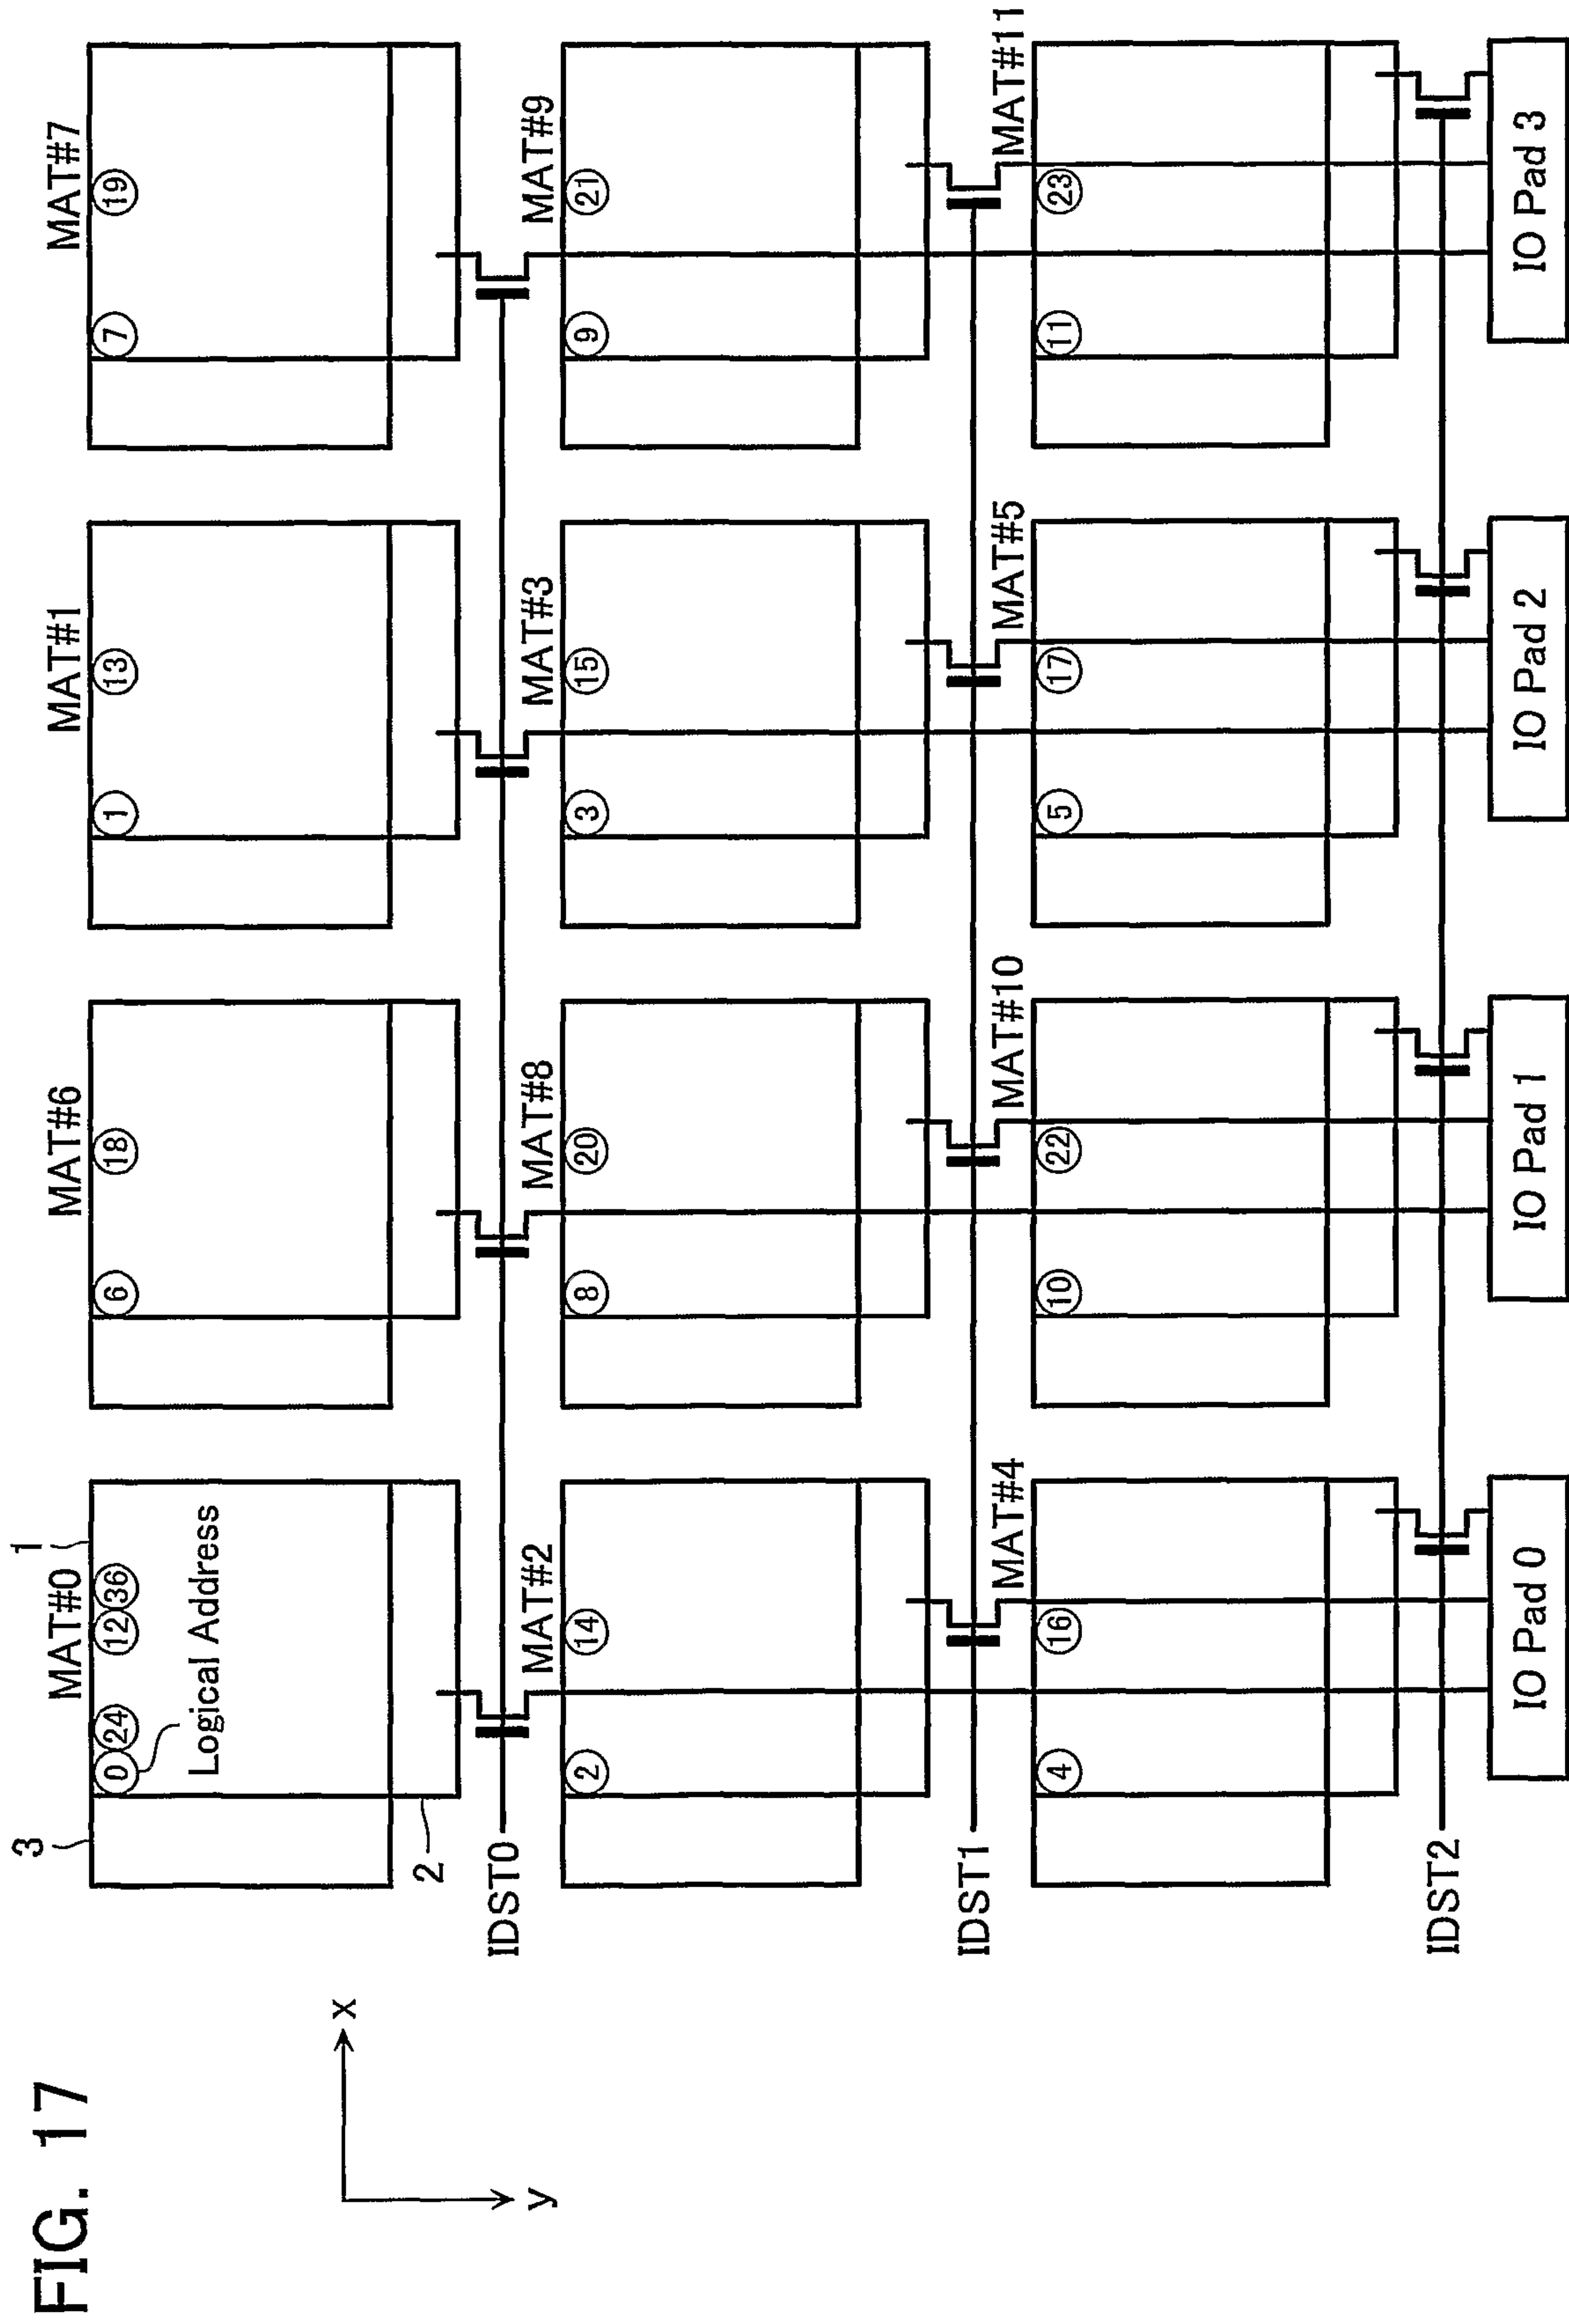 FIG. 17
x
y
3
MAT#0
1
MAT#6
MAT#1
MAT#7
0
24
12
36
6
18
1
13
7
19
Logical Address
2
IDST0
MAT#2
MAT#8
MAT#3
MAT#9
2
14
8
20
3
15
9
21
IDST1
MAT#4
MAT#10
MAT#5
MAT#11
4
16
10
22
5
17
11
23
IDST2
IO Pad 0
IO Pad 1
IO Pad 2
IO Pad 3